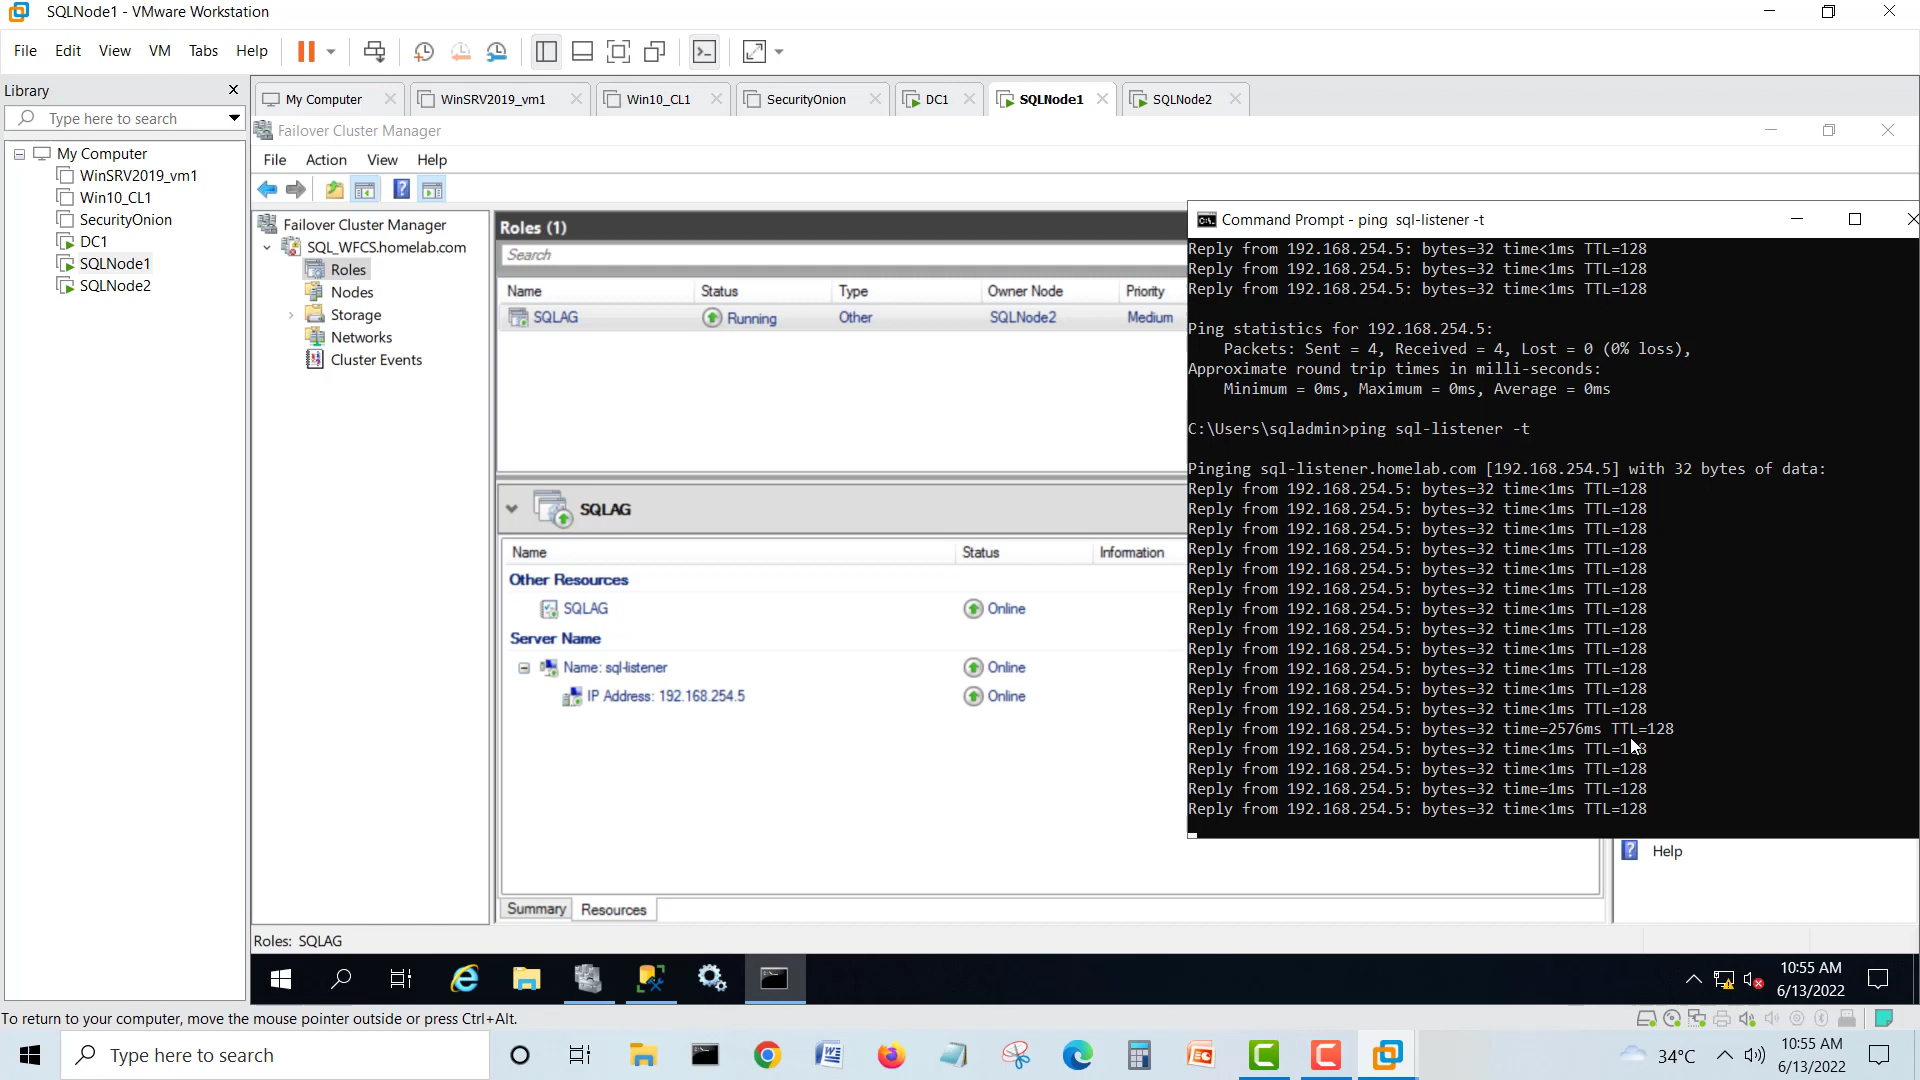 SQLNode1 - VMware Workstation
File Edit View VM Tabs Help
Library
Type here to search
My Computer
WinSRV2019_vm1
Win10_CL1
SecurityOnion
DC1
SQLNode1
SQLNode2
My Computer WinSRV2019_vm1 Win10_CL1 SecurityOnion DC1 SQLNode1 SQLNode2
Failover Cluster Manager
File Action View Help
Failover Cluster Manager
SQL_WFCS.homelab.com
Roles
Nodes
Storage
Networks
Cluster Events
Roles (1)
Search
Name Status Type Owner Node Priority
SQLAG Running Other SQLNode2 Medium
SQLAG
Name Status Information
Other Resources
SQLAG Online
Server Name
Name: sql-listener Online
IP Address: 192.168.254.5 Online
Summary Resources
Roles: SQLAG
Command Prompt - ping sql-listener -t
Reply from 192.168.254.5: bytes=32 time<1ms TTL=128
Reply from 192.168.254.5: bytes=32 time<1ms TTL=128
Reply from 192.168.254.5: bytes=32 time<1ms TTL=128
Ping statistics for 192.168.254.5:
Packets: Sent = 4, Received = 4, Lost = 0 (0% loss),
Approximate round trip times in milli-seconds:
Minimum = 0ms, Maximum = 0ms, Average = 0ms
C:\Users\sqladmin>ping sql-listener -t
Pinging sql-listener.homelab.com [192.168.254.5] with 32 bytes of data:
Reply from 192.168.254.5: bytes=32 time<1ms TTL=128
Reply from 192.168.254.5: bytes=32 time<1ms TTL=128
Reply from 192.168.254.5: bytes=32 time<1ms TTL=128
Reply from 192.168.254.5: bytes=32 time<1ms TTL=128
Reply from 192.168.254.5: bytes=32 time<1ms TTL=128
Reply from 192.168.254.5: bytes=32 time<1ms TTL=128
Reply from 192.168.254.5: bytes=32 time<1ms TTL=128
Reply from 192.168.254.5: bytes=32 time<1ms TTL=128
Reply from 192.168.254.5: bytes=32 time<1ms TTL=128
Reply from 192.168.254.5: bytes=32 time<1ms TTL=128
Reply from 192.168.254.5: bytes=32 time<1ms TTL=128
Reply from 192.168.254.5: bytes=32 time<1ms TTL=128
Reply from 192.168.254.5: bytes=32 time=2576ms TTL=128
Reply from 192.168.254.5: bytes=32 time<1ms TTL=128
Reply from 192.168.254.5: bytes=32 time<1ms TTL=128
Reply from 192.168.254.5: bytes=32 time=1ms TTL=128
Reply from 192.168.254.5: bytes=32 time<1ms TTL=128
Help
10:55 AM
6/13/2022
To return to your computer, move the mouse pointer outside or press Ctrl+Alt.
Type here to search
34°C
10:55 AM
6/13/2022